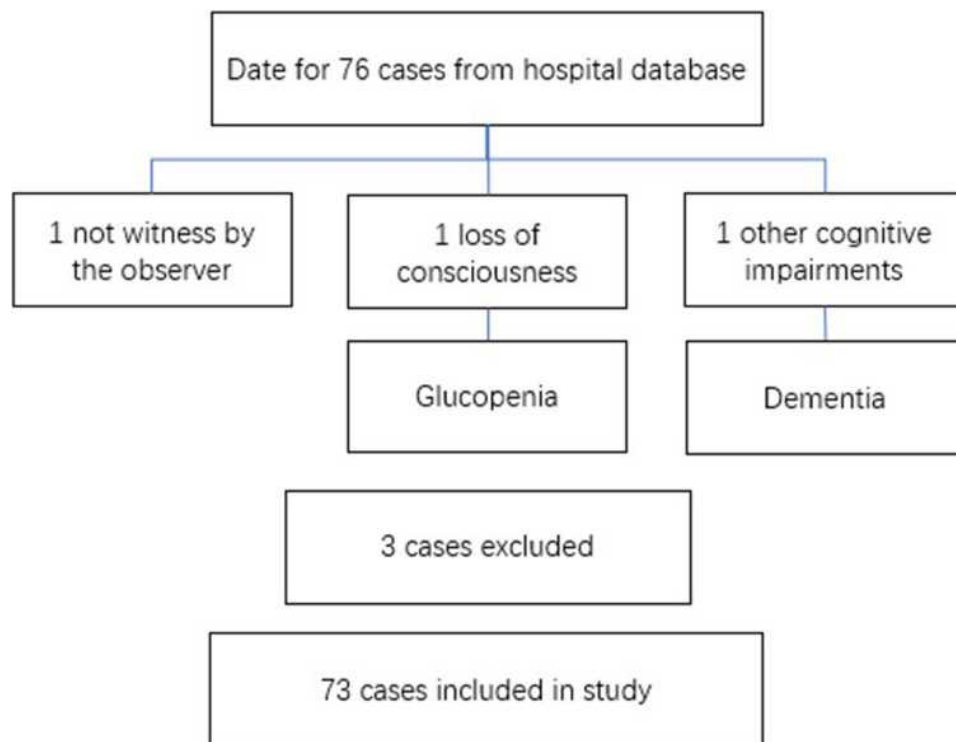 Date for 76 cases from hospital database
1 not witness by
the observer
1 loss of
consciousness
1 other cognitive
impairments
Glucopenia
Dementia
3 cases excluded
73 cases included in study